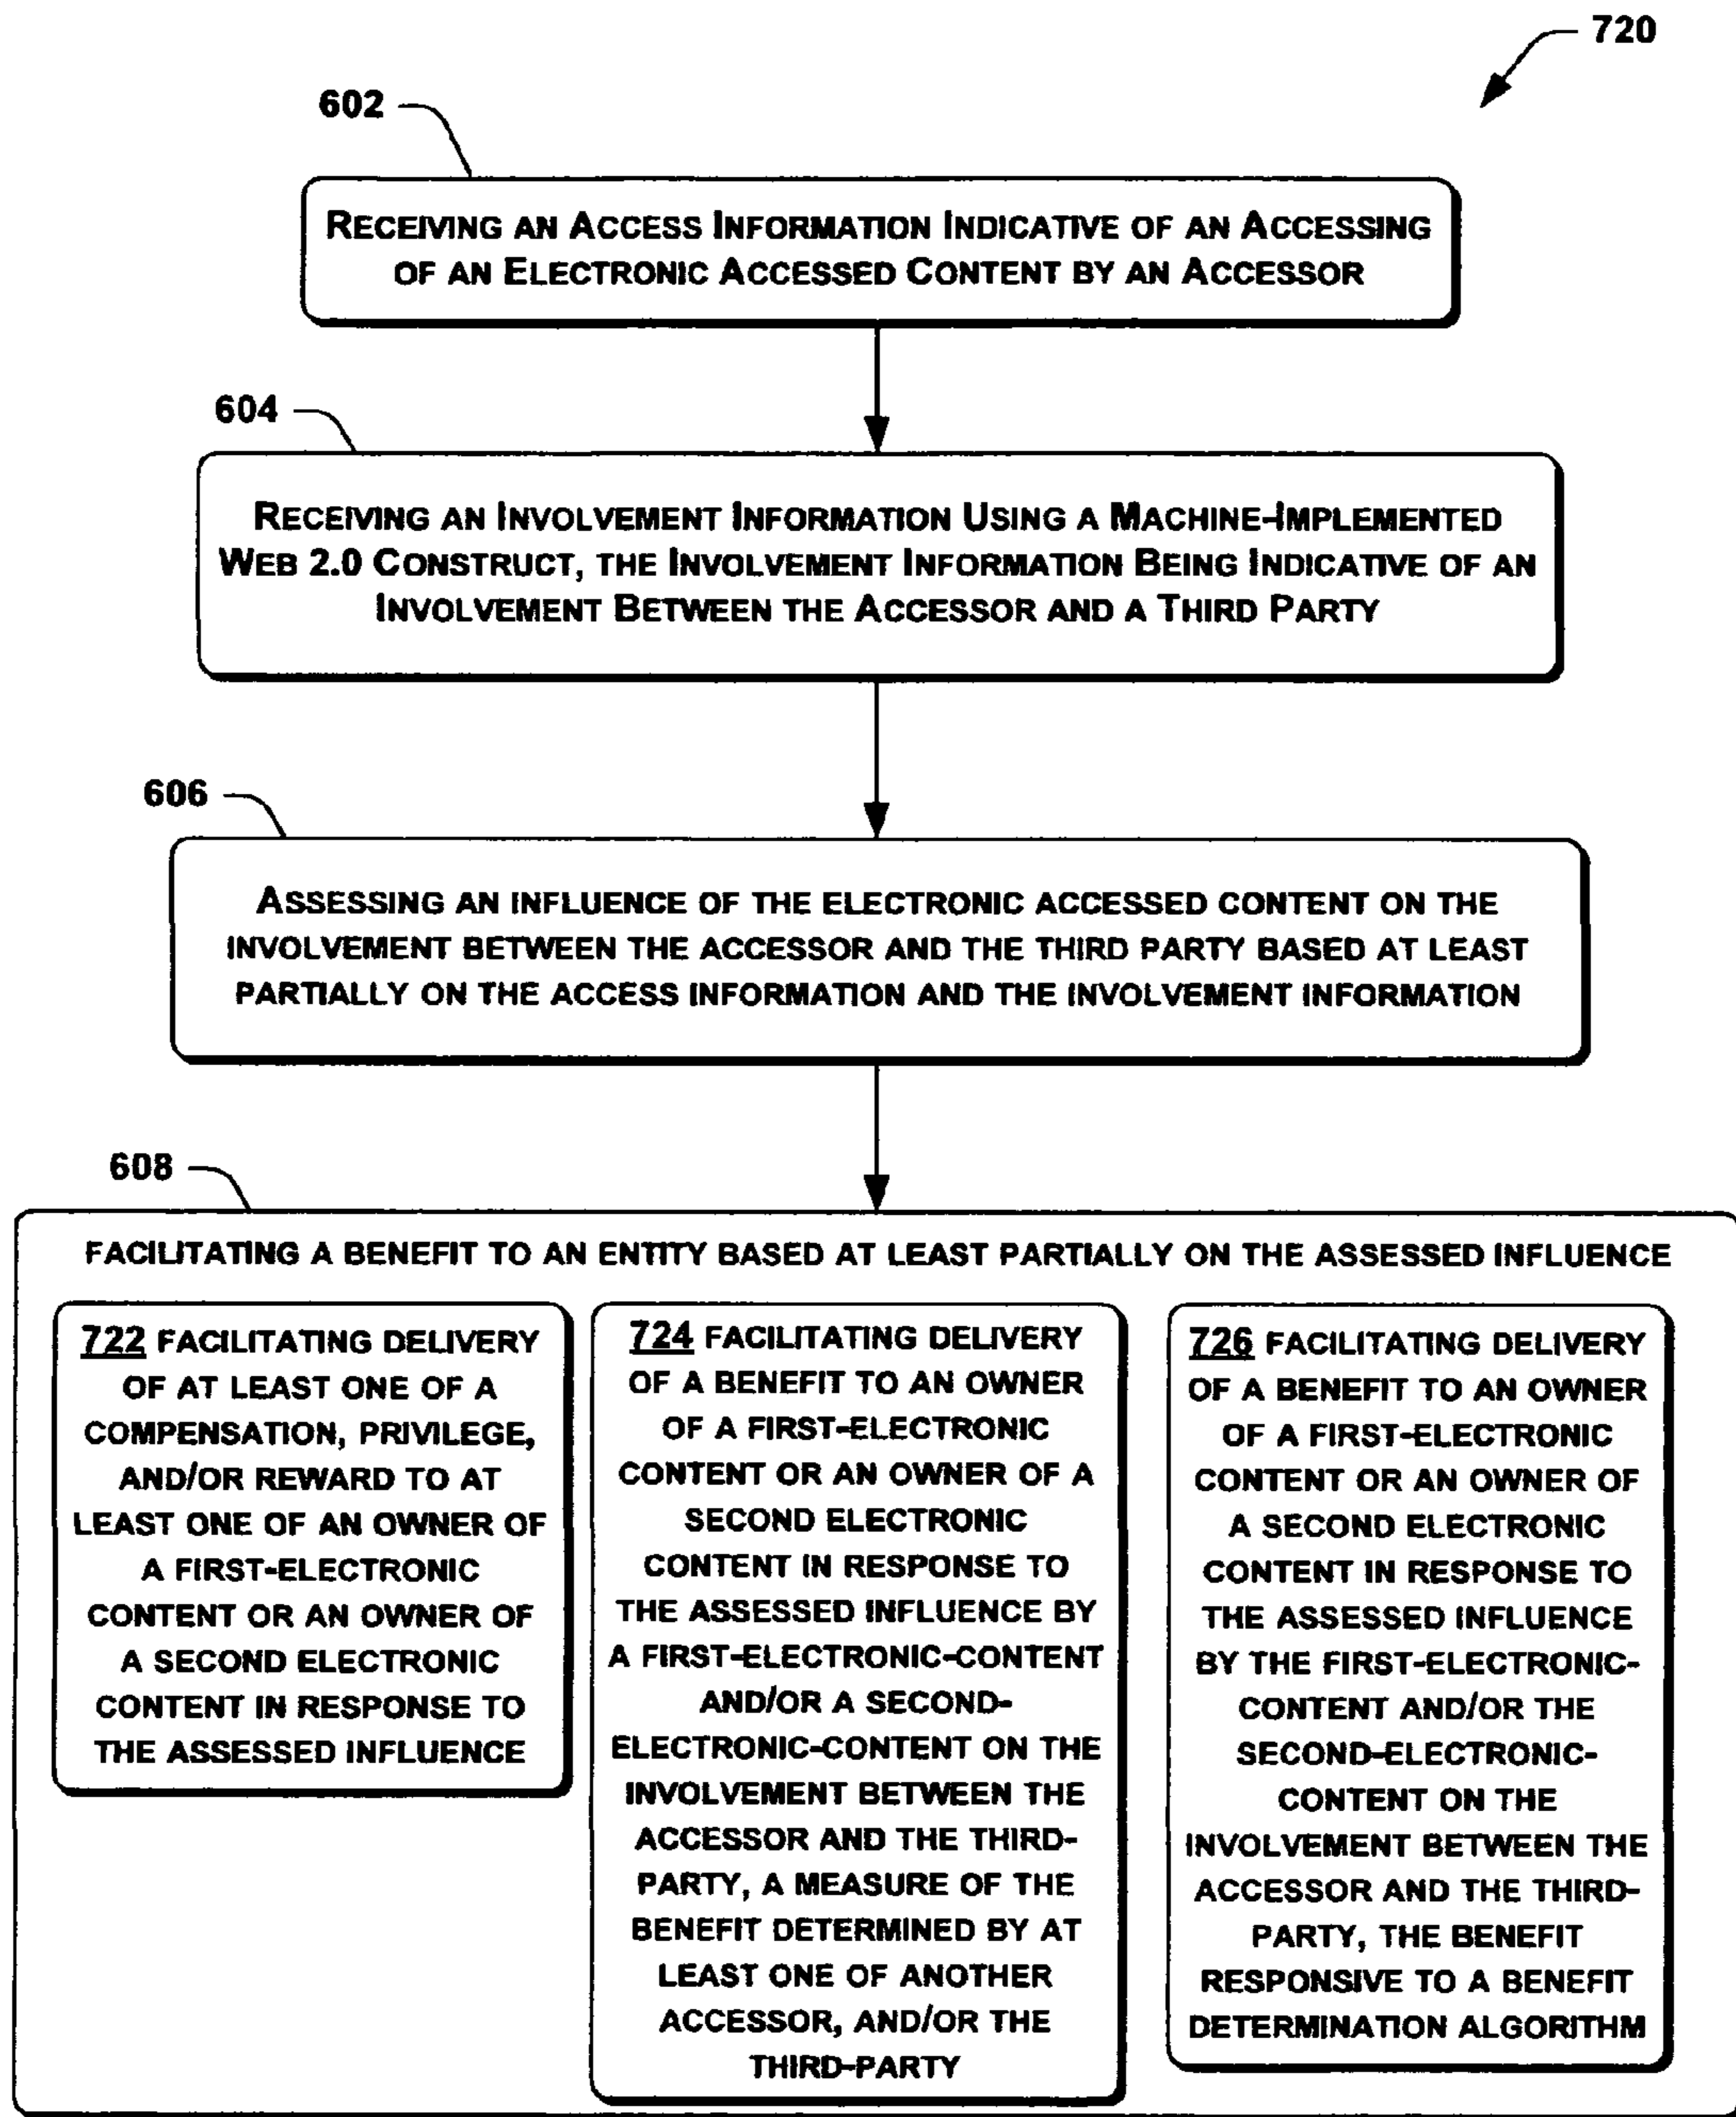 720
602
RECEIVING AN ACCESS INFORMATION INDICATIVE OF AN ACCESSING
OF AN ELECTRONIC ACCESSED CONTENT BY AN ACCESSOR
604
RECEIVING AN INVOLVEMENT INFORMATION USING A MACHINE-IMPLEMENTED
WEB 2.0 CONSTRUCT, THE INVOLVEMENT INFORMATION BEING INDICATIVE OF AN
INVOLVEMENT BETWEEN THE ACCESSOR AND A THIRD PARTY
606
ASSESSING AN INFLUENCE OF THE ELECTRONIC ACCESSED CONTENT ON THE
INVOLVEMENT BETWEEN THE ACCESSOR AND THE THIRD PARTY BASED AT LEAST
PARTIALLY ON THE ACCESS INFORMATION AND THE INVOLVEMENT INFORMATION
608
FACILITATING A BENEFIT TO AN ENTITY BASED AT LEAST PARTIALLY ON THE ASSESSED INFLUENCE
722 FACILITATING DELIVERY
OF AT LEAST ONE OF A
COMPENSATION, PRIVILEGE,
AND/OR REWARD TO AT
LEAST ONE OF AN OWNER OF
A FIRST-ELECTRONIC
CONTENT OR AN OWNER OF
A SECOND ELECTRONIC
CONTENT IN RESPONSE TO
THE ASSESSED INFLUENCE
724 FACILITATING DELIVERY
OF A BENEFIT TO AN OWNER
OF A FIRST-ELECTRONIC
CONTENT OR AN OWNER OF A
SECOND ELECTRONIC
CONTENT IN RESPONSE TO
THE ASSESSED INFLUENCE BY
A FIRST-ELECTRONIC-CONTENT
AND/OR A SECOND-
ELECTRONIC-CONTENT ON THE
INVOLVEMENT BETWEEN THE
ACCESSOR AND THE THIRD-
PARTY, A MEASURE OF THE
BENEFIT DETERMINED BY AT
LEAST ONE OF ANOTHER
ACCESSOR, AND/OR THE
THIRD-PARTY
726 FACILITATING DELIVERY
OF A BENEFIT TO AN OWNER
OF A FIRST-ELECTRONIC
CONTENT OR AN OWNER OF
A SECOND ELECTRONIC
CONTENT IN RESPONSE TO
THE ASSESSED INFLUENCE
BY THE FIRST-ELECTRONIC-
CONTENT AND/OR THE
SECOND-ELECTRONIC-
CONTENT ON THE
INVOLVEMENT BETWEEN THE
ACCESSOR AND THE THIRD-
PARTY, THE BENEFIT
RESPONSIVE TO A BENEFIT
DETERMINATION ALGORITHM